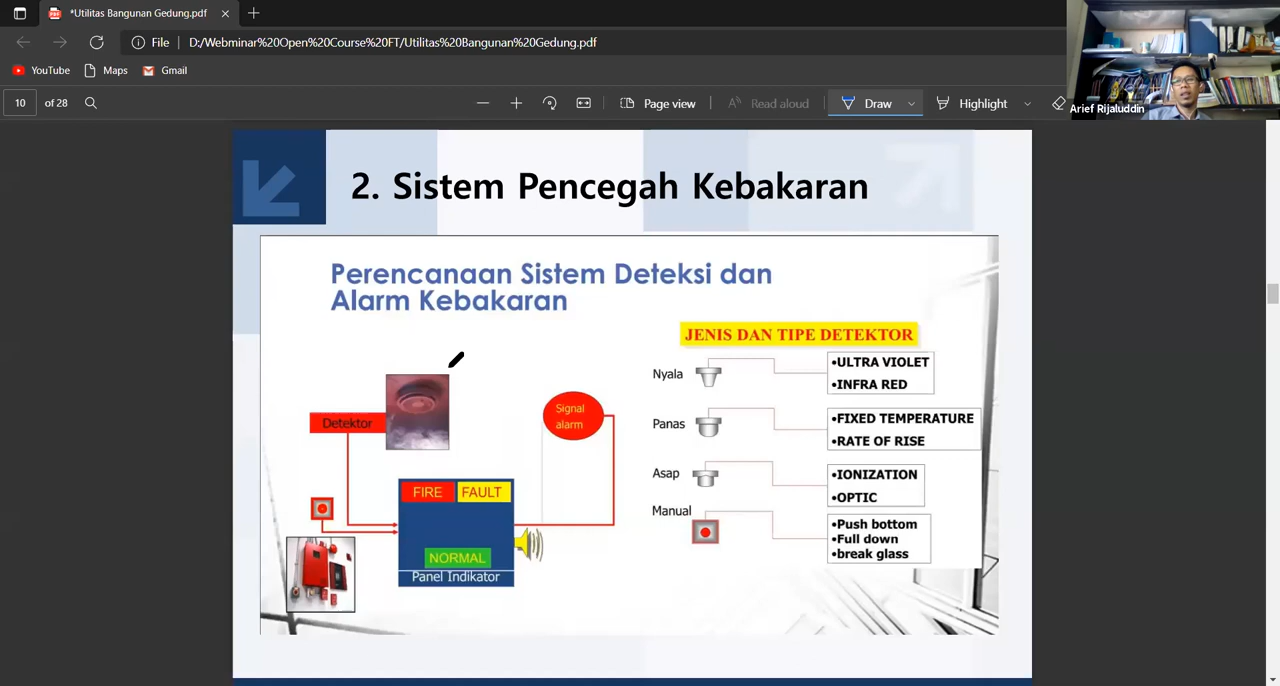 *Utilitas Bangunan Gedung.pdf
File
D:/Webminar%20Open%20Course%20FT/Utilitas%20Bangunan%20Gedung.pdf
YouTube
Maps
Gmail
10
of 28
Page view
Read aloud
Draw
Highlight
Arief Rijaluddin
2. Sistem Pencegah Kebakaran
Perencanaan Sistem Deteksi dan
Alarm Kebakaran
Detektor
Signal
alarm
FIRE
FAULT
NORMAL
Panel Indikator
JENIS DAN TIPE DETEKTOR
Nyala
•ULTRA VIOLET
•INFRA RED
Panas
•FIXED TEMPERATURE
•RATE OF RISE
Asap
•IONIZATION
•OPTIC
Manual
•Push bottom
•Full down
•break glass